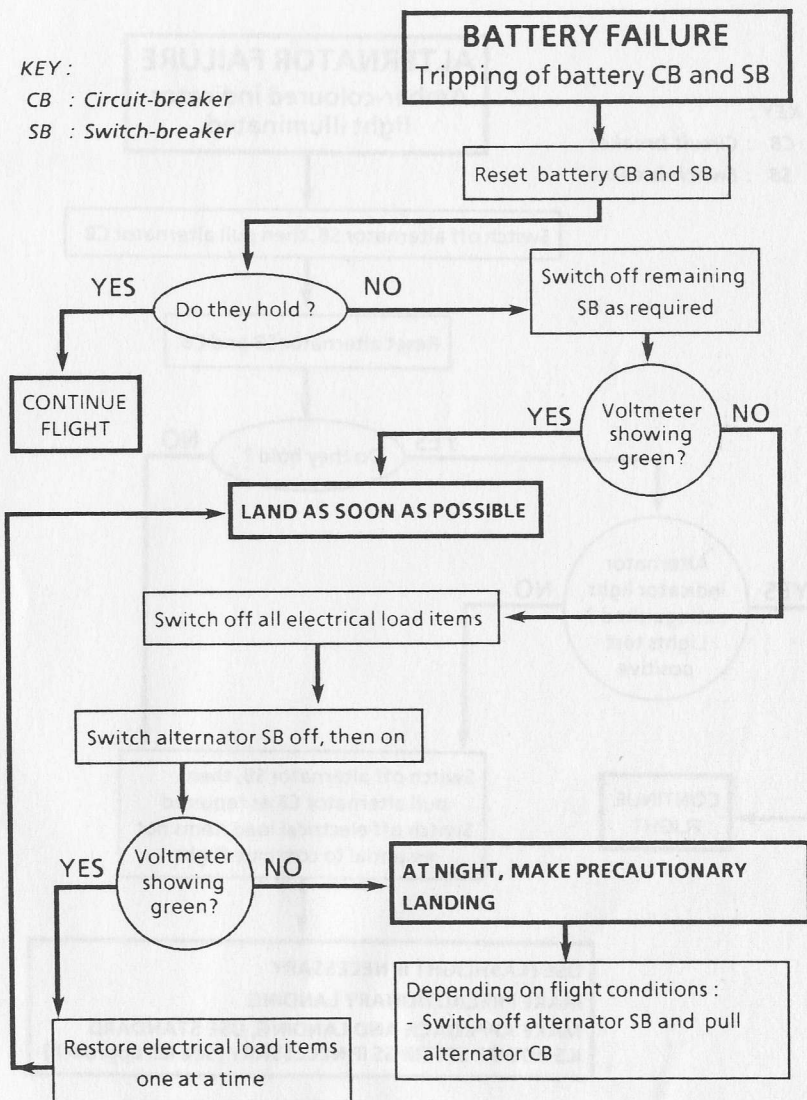 BATTERY FAILURE
Tripping of battery CB and SB
KEY :
CB : Circuit-breaker
SB : Switch-breaker
Reset battery CB and SB
YES
Do they hold ?
NO
Switch off remaining
SB as required
CONTINUE
FLIGHT
YES
Voltmeter
showing
green?
NO
LAND AS SOON AS POSSIBLE
Switch off all electrical load items
Switch alternator SB off, then on
YES
Voltmeter
showing
green?
NO
AT NIGHT, MAKE PRECAUTIONARY
LANDING
Depending on flight conditions :
Switch off alternator SB and pull
alternator CB
Restore electrical load items
one at a time